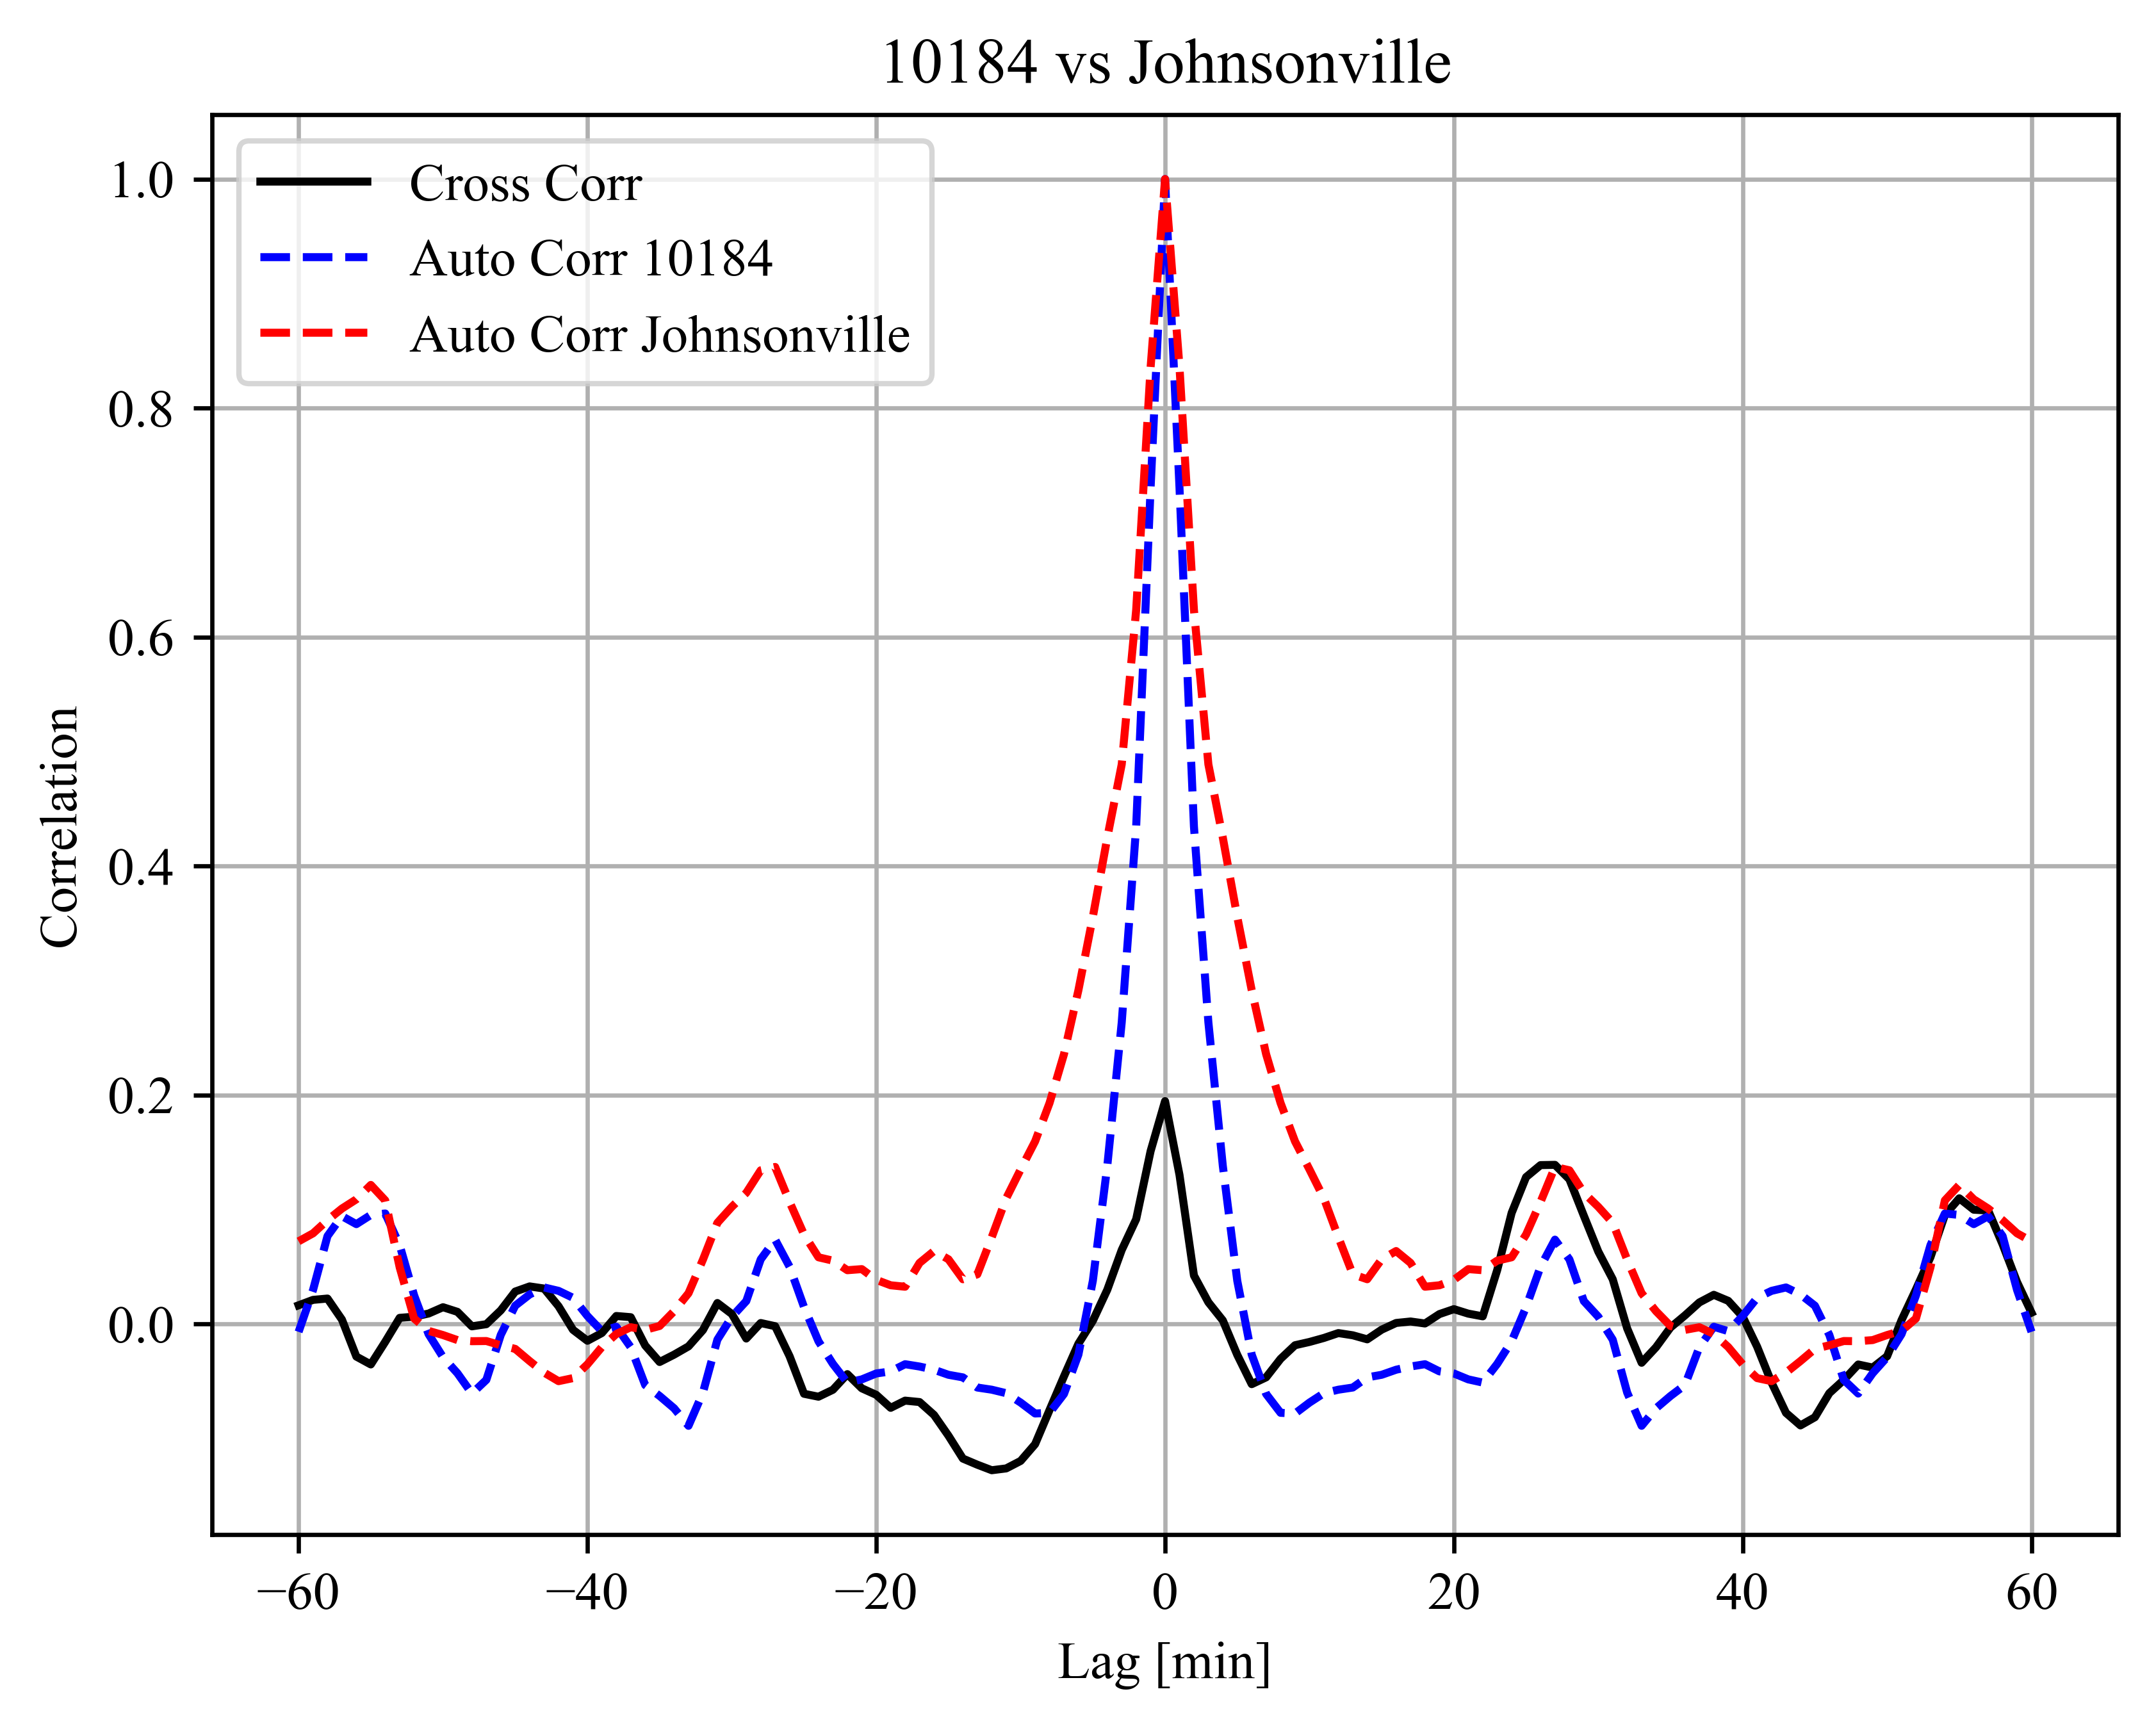 10184 vs Johnsonville
Cross Corr
Auto Corr 10184
Auto Corr Johnsonville
1.0
0.8
0.6
0.4
0.2
0.0
Correlation
−60 −40 −20 0 20 40 60
Lag [min]